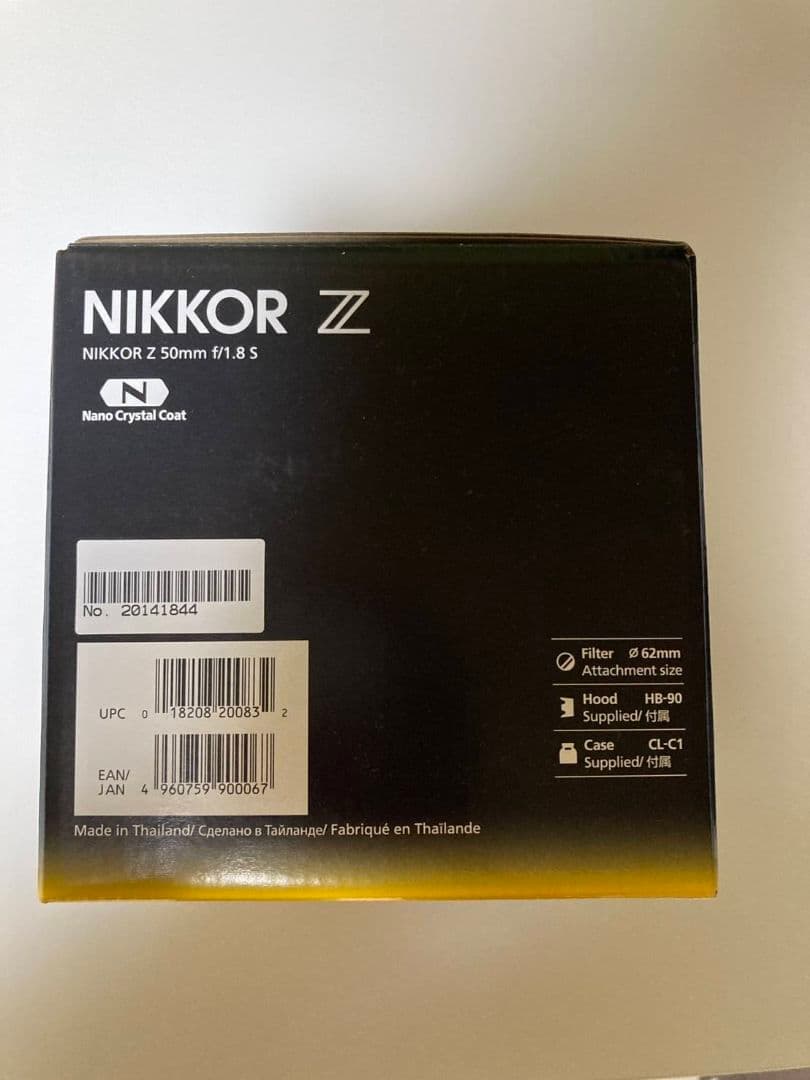 NIKKOR Z
NIKKOR Z 50mm f/1.8 S
N
Nano Crystal Coat
No. 20141844
UPC 0 18208 20083 2
EAN/
JAN 4 960759 900067
Made in Thailand/ Сделано в Тайланде/ Fabriqué en Thaïlande
Filter Ø 62mm
Attachment size
Hood HB-90
Supplied/ 付属
Case CL-C1
Supplied/ 付属